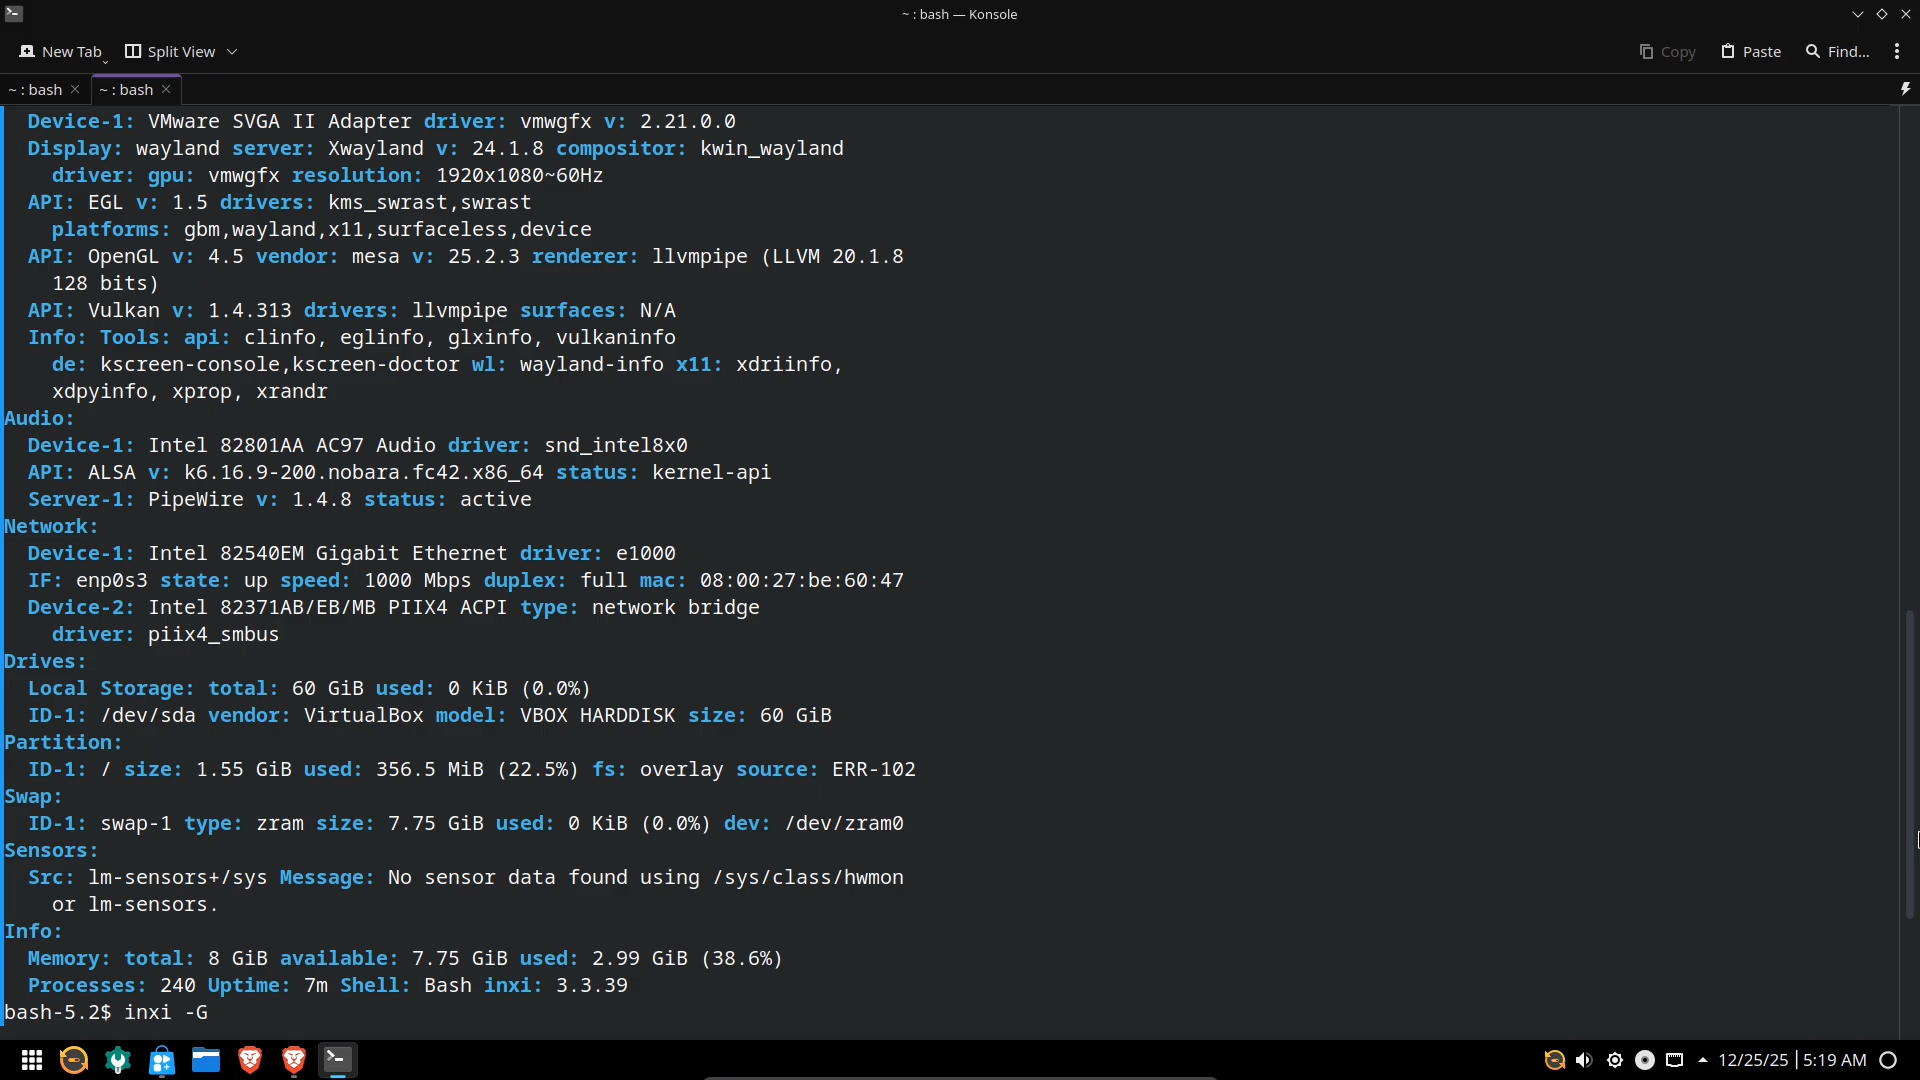 ~ : bash — Konsole
New Tab Split View Copy Paste Find...
~ : bash ~ : bash
Device-1: VMware SVGA II Adapter driver: vmwgfx v: 2.21.0.0
Display: wayland server: Xwayland v: 24.1.8 compositor: kwin_wayland
driver: gpu: vmwgfx resolution: 1920x1080~60Hz
API: EGL v: 1.5 drivers: kms_swrast,swrast
platforms: gbm,wayland,x11,surfaceless,device
API: OpenGL v: 4.5 vendor: mesa v: 25.2.3 renderer: llvmpipe (LLVM 20.1.8
128 bits)
API: Vulkan v: 1.4.313 drivers: llvmpipe surfaces: N/A
Info: Tools: api: clinfo, eglinfo, glxinfo, vulkaninfo
de: kscreen-console,kscreen-doctor wl: wayland-info x11: xdriinfo,
xdpyinfo, xprop, xrandr
Audio:
Device-1: Intel 82801AA AC97 Audio driver: snd_intel8x0
API: ALSA v: k6.16.9-200.nobara.fc42.x86_64 status: kernel-api
Server-1: PipeWire v: 1.4.8 status: active
Network:
Device-1: Intel 82540EM Gigabit Ethernet driver: e1000
IF: enp0s3 state: up speed: 1000 Mbps duplex: full mac: 08:00:27:be:60:47
Device-2: Intel 82371AB/EB/MB PIIX4 ACPI type: network bridge
driver: piix4_smbus
Drives:
Local Storage: total: 60 GiB used: 0 KiB (0.0%)
ID-1: /dev/sda vendor: VirtualBox model: VBOX HARDDISK size: 60 GiB
Partition:
ID-1: / size: 1.55 GiB used: 356.5 MiB (22.5%) fs: overlay source: ERR-102
Swap:
ID-1: swap-1 type: zram size: 7.75 GiB used: 0 KiB (0.0%) dev: /dev/zram0
Sensors:
Src: lm-sensors+/sys Message: No sensor data found using /sys/class/hwmon
or lm-sensors.
Info:
Memory: total: 8 GiB available: 7.75 GiB used: 2.99 GiB (38.6%)
Processes: 240 Uptime: 7m Shell: Bash inxi: 3.3.39
bash-5.2$ inxi -G
12/25/25 | 5:19 AM